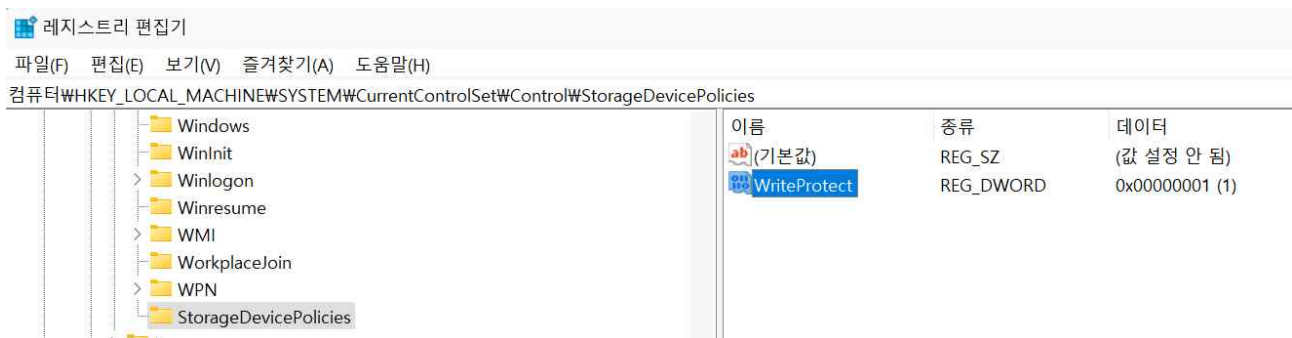 레지스트리 편집기
파일(F) 편집(E) 보기(V) 즐겨찾기(A) 도움말(H)
컴퓨터₩HKEY_LOCAL_MACHINE₩SYSTEM₩CurrentControlSet₩Control₩StorageDevicePolicies
Windows
WinInit
Winlogon
Winresume
WMI
WorkplaceJoin
WPN
StorageDevicePolicies
이름 종류 데이터
(기본값) REG_SZ (값 설정 안 됨)
WriteProtect REG_DWORD 0x00000001 (1)